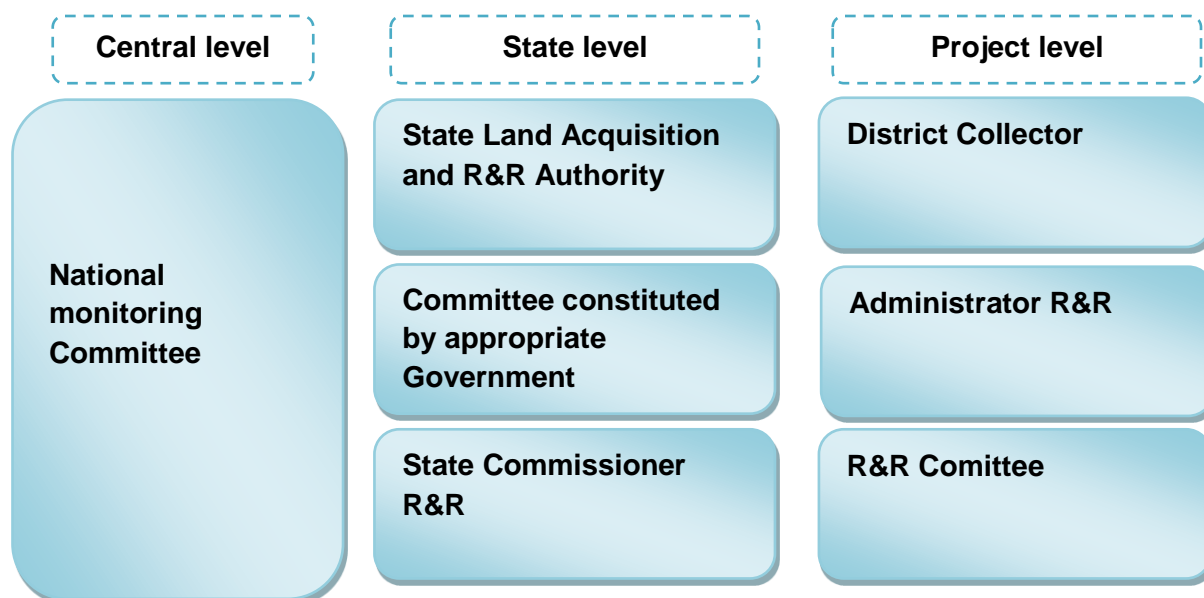 Central level
State level
Project level
National
monitoring
Committee
State Land Acquisition
and R&R Authority
Committee constituted
by appropriate
Government
State Commissioner
R&R
District Collector
Administrator R&R
R&R Comittee